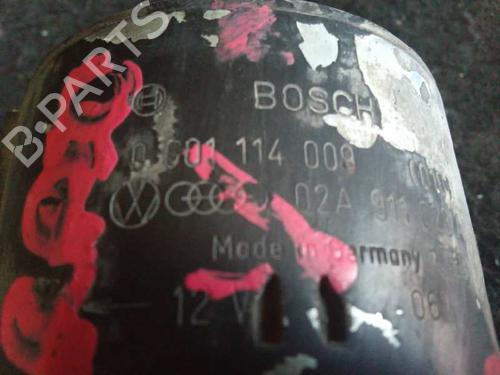 B-PARTS
BOSCH
0 001 114 008
02A 911
Made in Germany
12 V
06